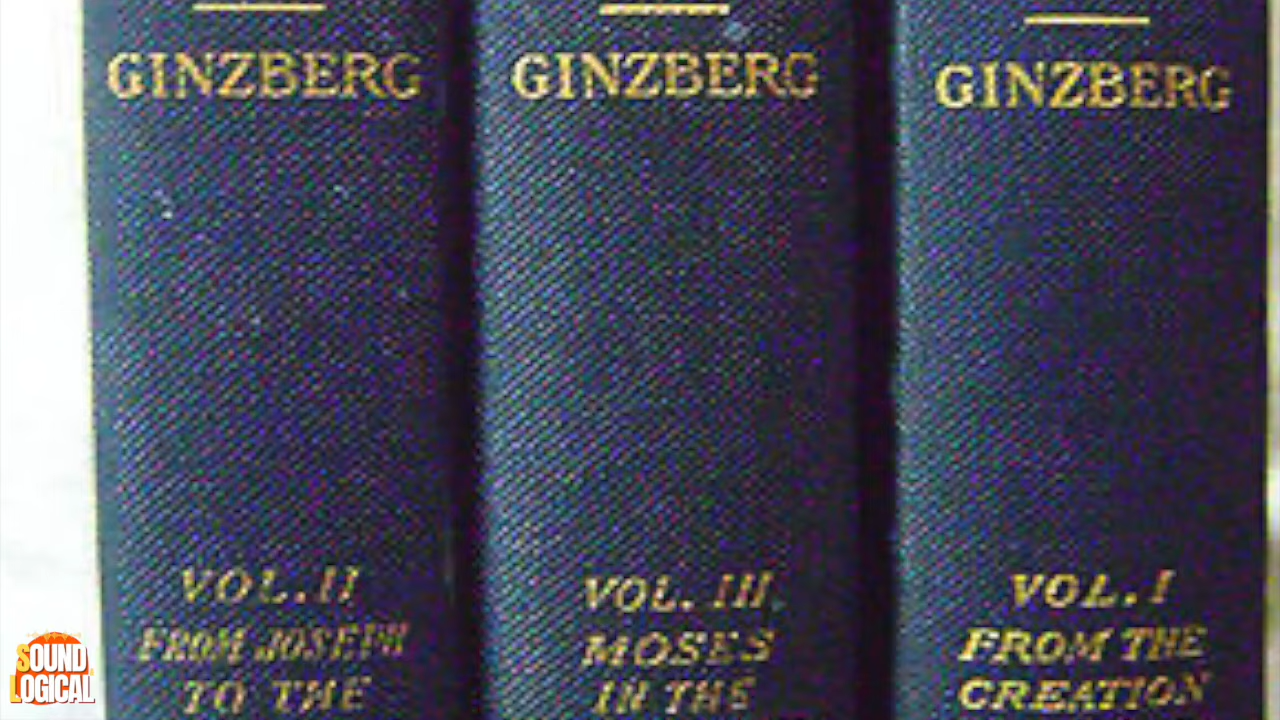 GINZBERG
VOL. II
FROM JOSEPH
TO THE
GINZBERG
VOL. III.
MOSES
IN THE
GINZBERG
VOL. I
FROM THE
CREATION
SOUND
LOGICAL